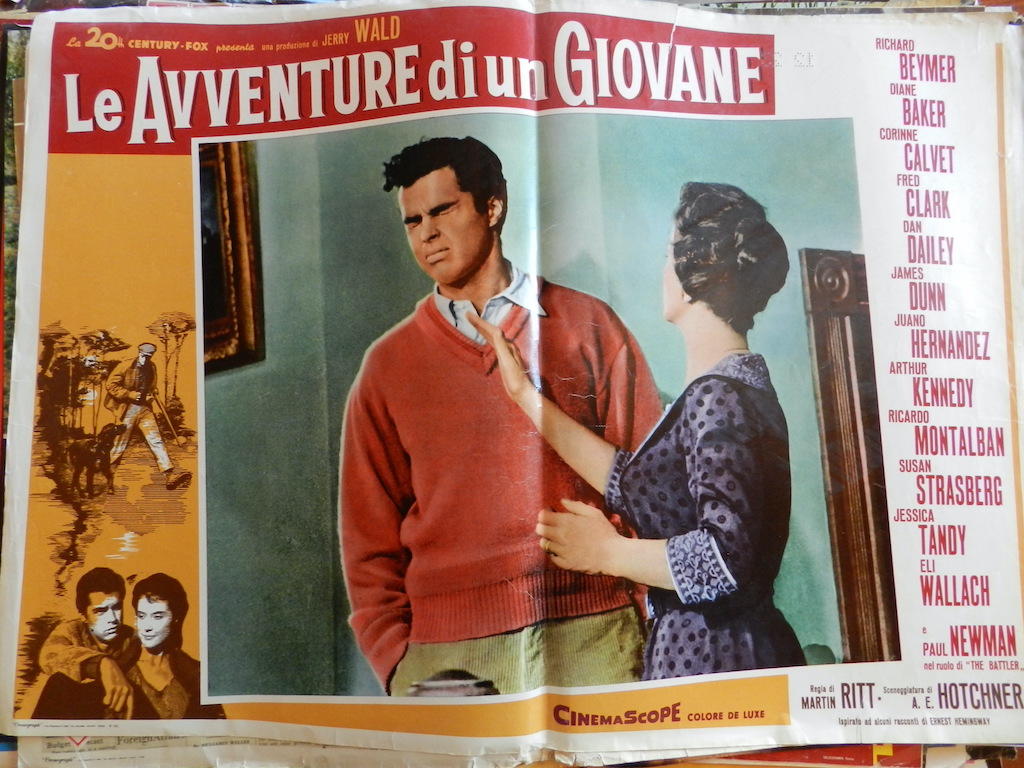 La 20th CENTURY-FOX presenta una produzione di JERRY WALD
Le AVVENTURE di un GIOVANE
RICHARD
BEYMER
DIANE
BAKER
CORINNE
CALVET
FRED
CLARK
DAN
DAILEY
JAMES
DUNN
JUANO
HERNANDEZ
ARTHUR
KENNEDY
RICARDO
MONTALBAN
SUSAN
STRASBERG
JESSICA
TANDY
ELI
WALLACH
e
PAUL NEWMAN
nel ruolo di "THE BATTLER"
Regia di MARTIN RITT · Sceneggiatura di A. E. HOTCHNER
Ispirato ad alcuni racconti di ERNEST HEMINGWAY
CINEMASCOPE COLORE DE LUXE
Budget